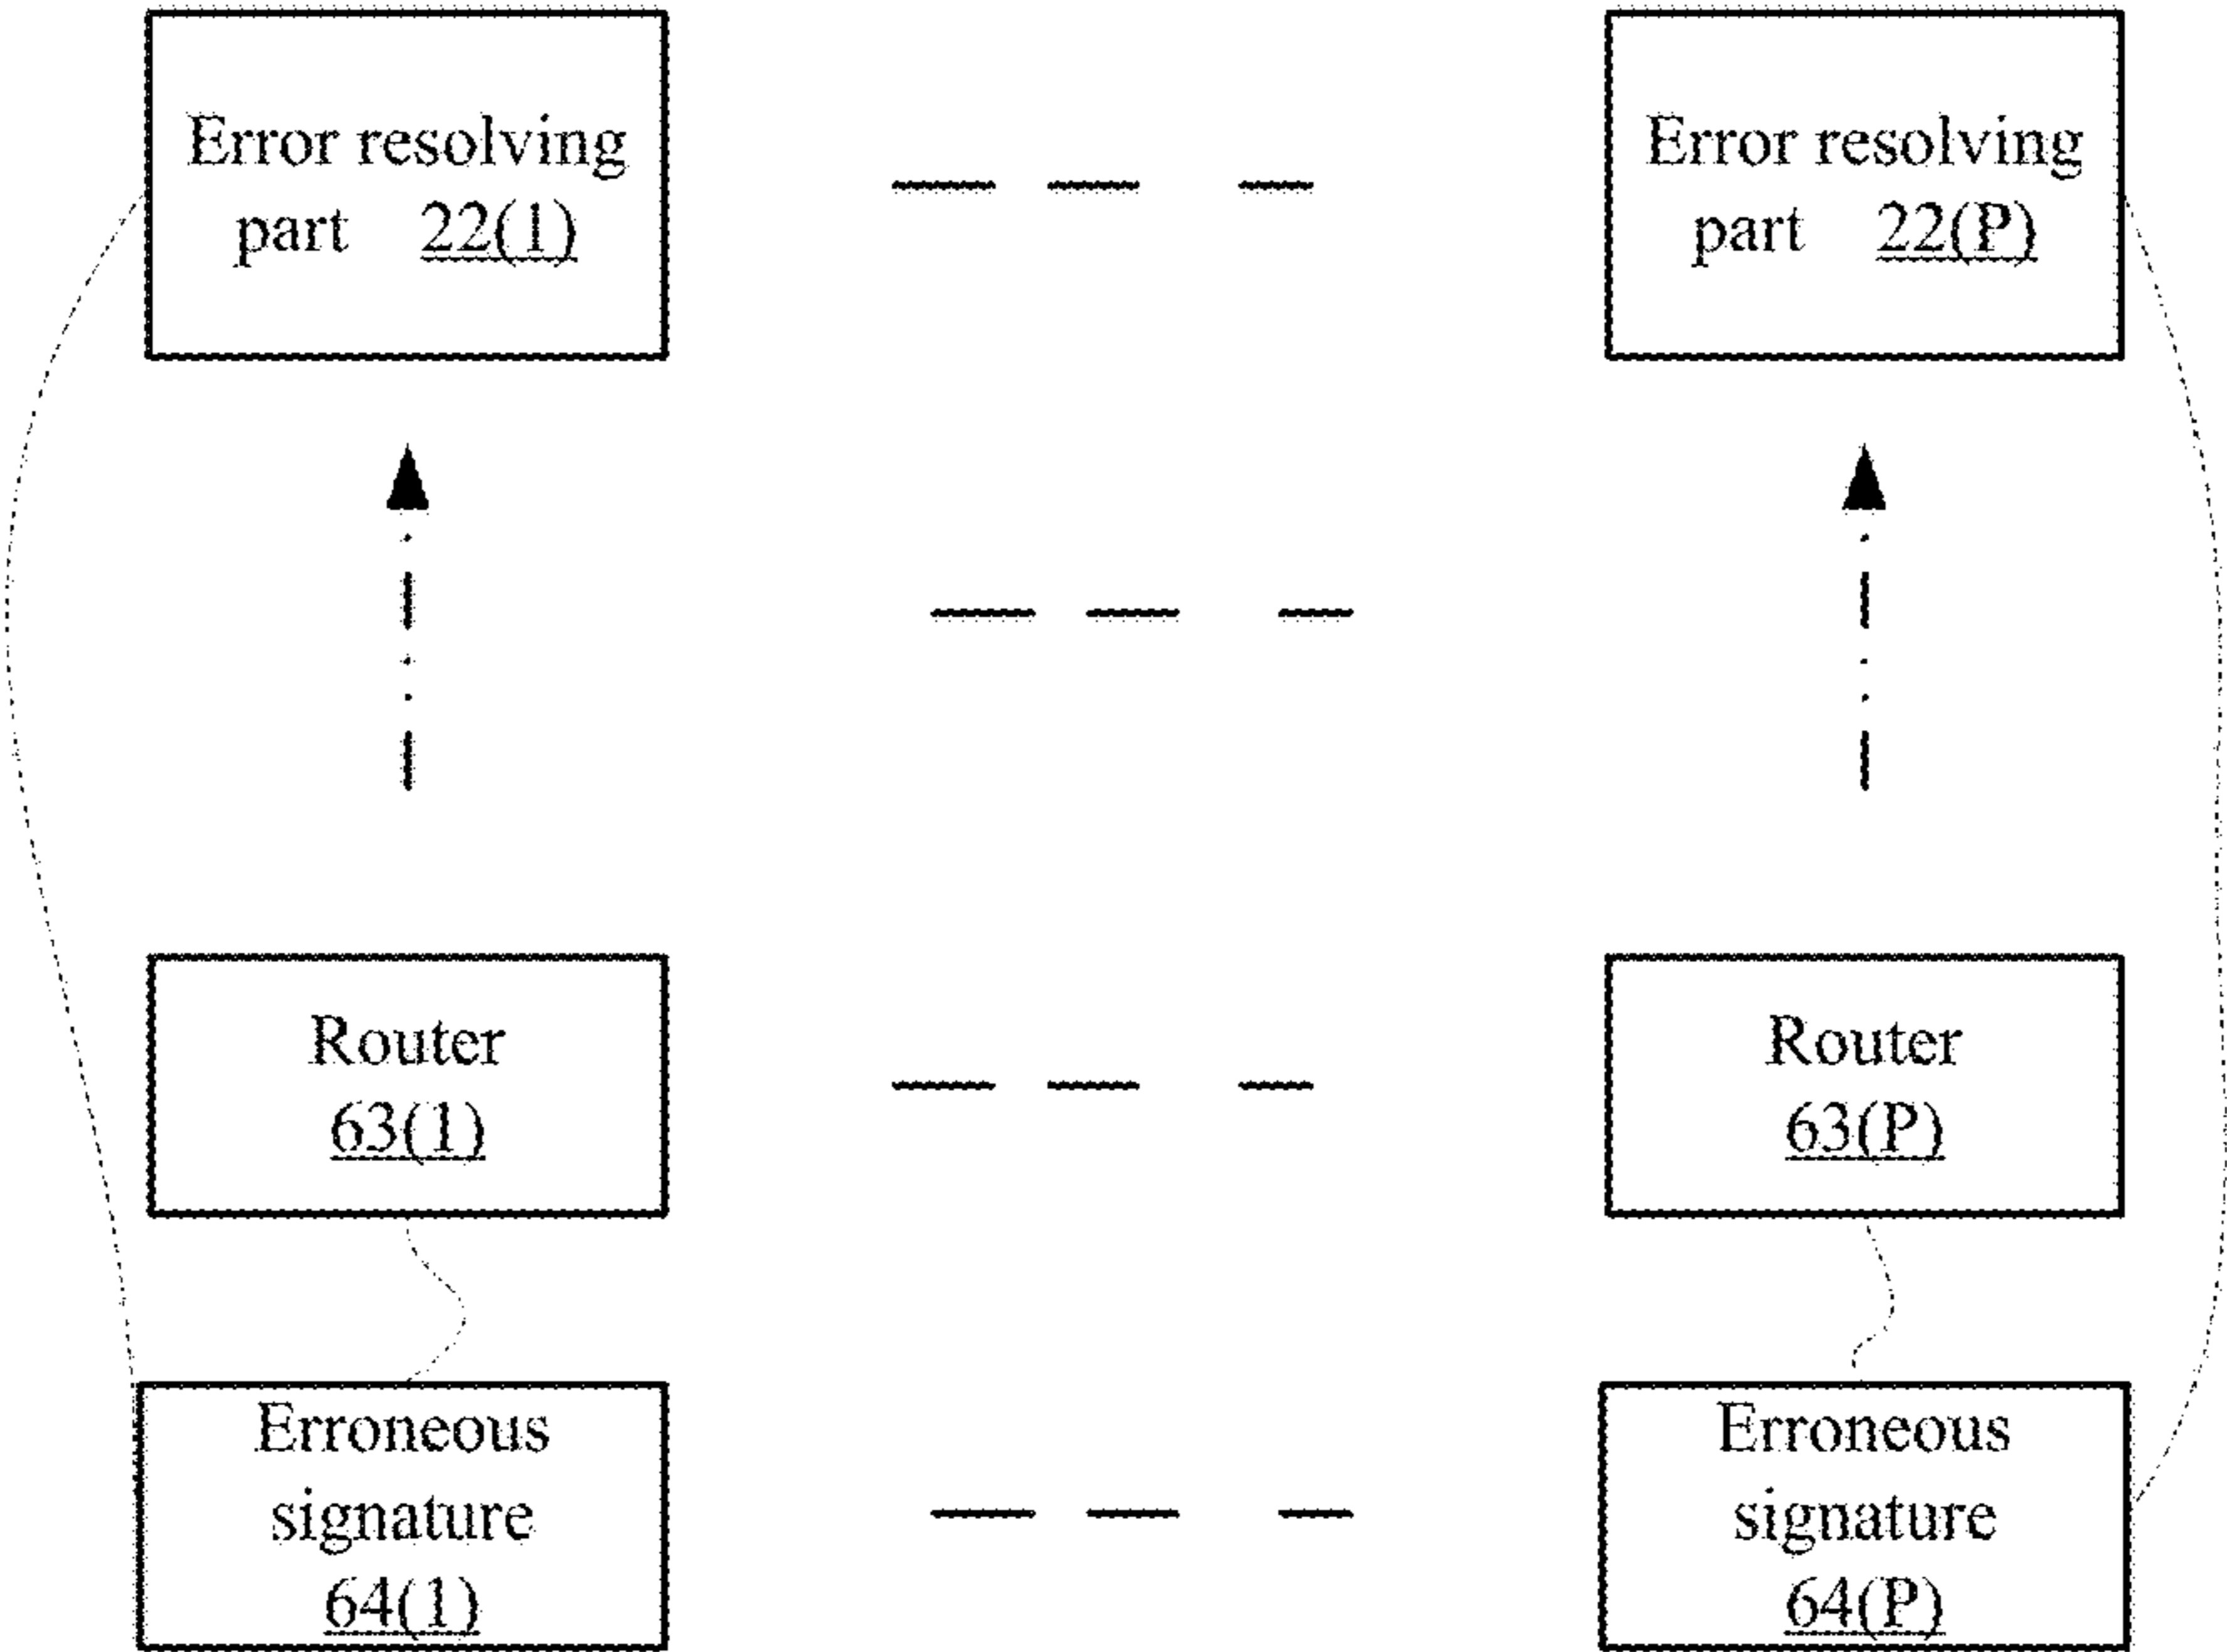 Error resolving
part 22(1)
Error resolving
part 22(P)
Router
63(1)
Router
63(P)
Erroneous
signature
64(1)
Erroneous
signature
64(P)